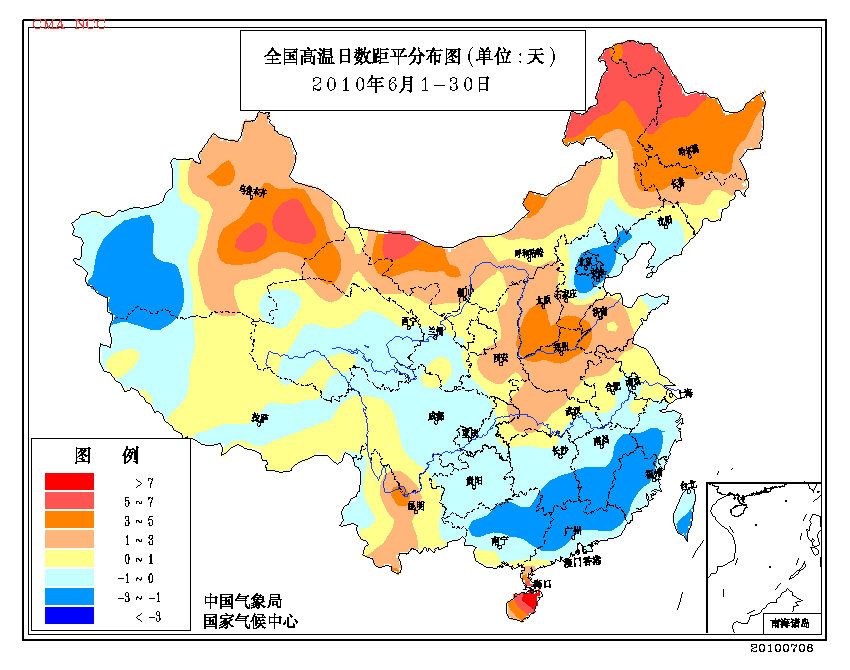 CMA NCC
全国高温日数距平分布图(单位:天)
2010年6月1-30日
哈尔滨
长春
沈阳
乌鲁木齐
呼和浩特
北京
天津
银川
太原
石家庄
济南
西宁
兰州
郑州
西安
合肥
南京
上海
拉萨
成都
重庆
武汉
长沙
南昌
贵阳
福州
台北
昆明
南宁
广州
澳门 香港
海口
图 例
> 7
5 ~ 7
3 ~ 5
1 ~ 3
0 ~ 1
-1 ~ 0
-3 ~ -1
< -3
中国气象局
国家气候中心
南海诸岛
20100706